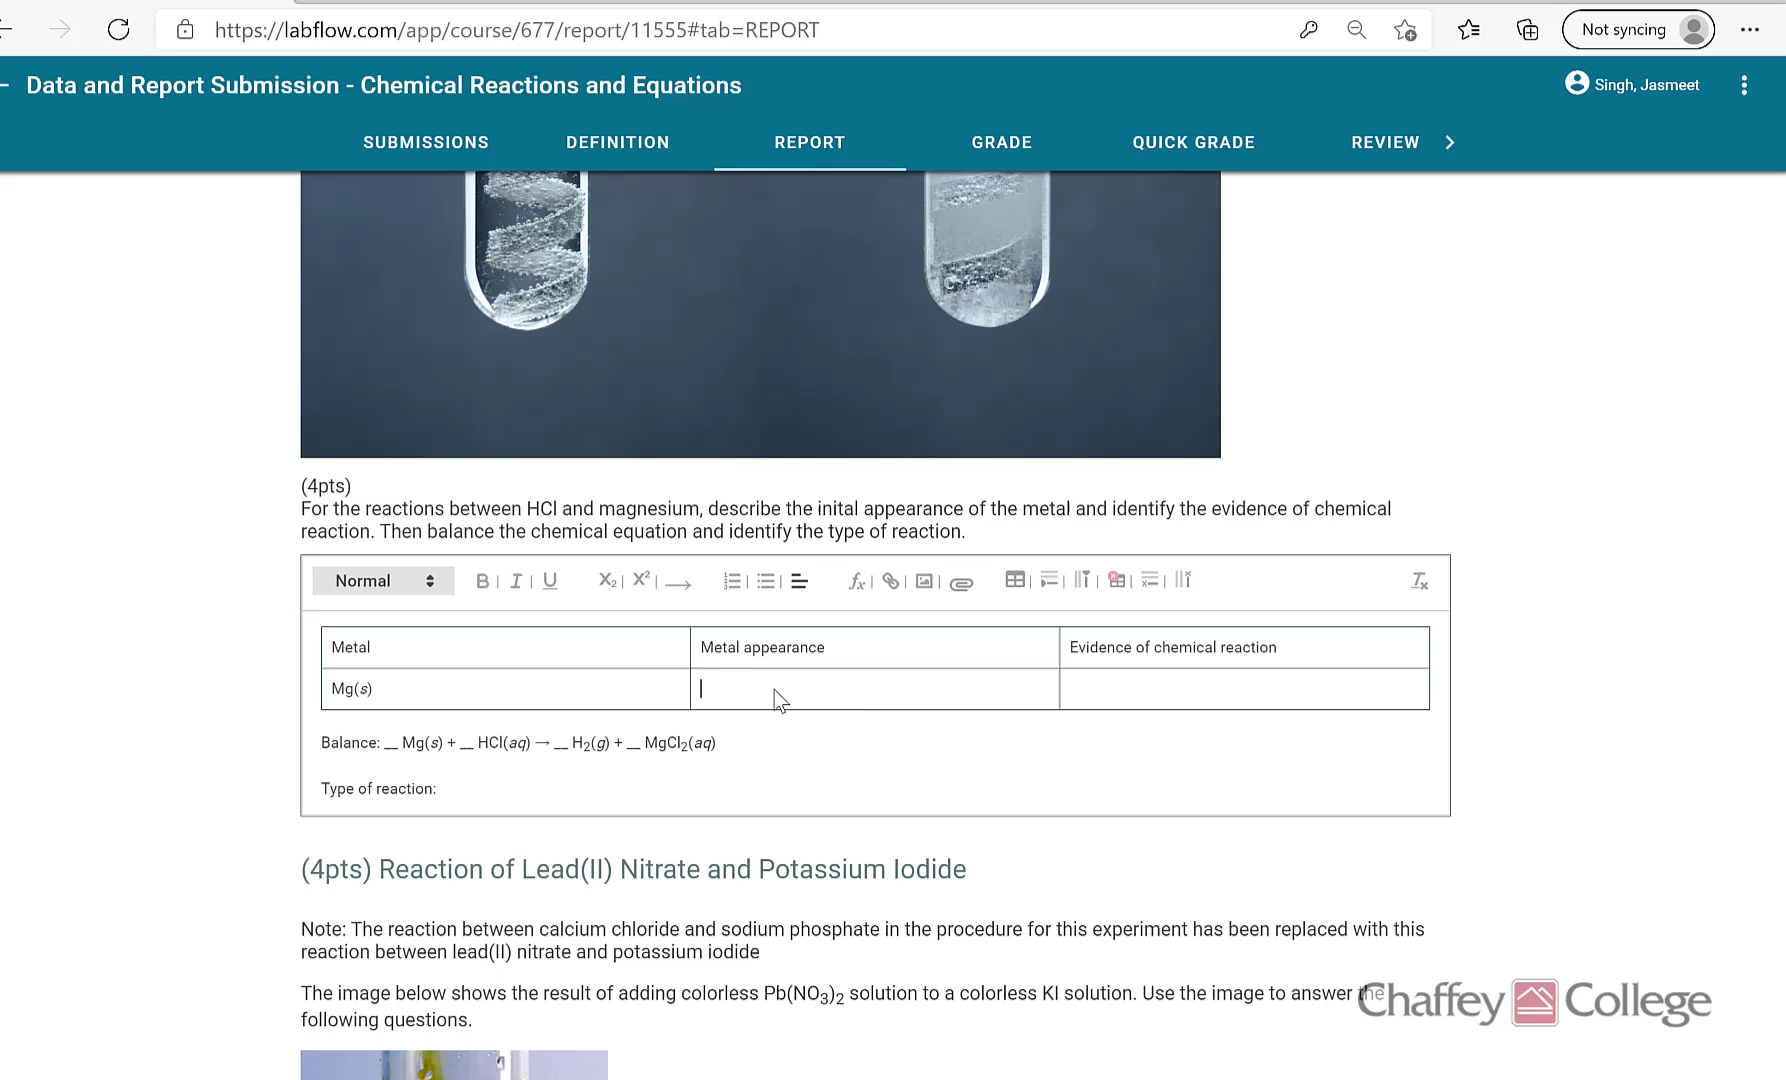 https://labflow.com/app/course/677/report/11555#tab=REPORT
Not syncing
Data and Report Submission - Chemical Reactions and Equations
Singh, Jasmeet
SUBMISSIONS DEFINITION REPORT GRADE QUICK GRADE REVIEW
(4pts)
For the reactions between HCl and magnesium, describe the inital appearance of the metal and identify the evidence of chemical
reaction. Then balance the chemical equation and identify the type of reaction.
Normal B I U X₂ X² fx Tx
Metal Metal appearance Evidence of chemical reaction
Mg(s)
Balance: __ Mg(s) + __ HCl(aq) → __ H₂(g) + __ MgCl₂(aq)
Type of reaction:
(4pts) Reaction of Lead(II) Nitrate and Potassium Iodide
Note: The reaction between calcium chloride and sodium phosphate in the procedure for this experiment has been replaced with this
reaction between lead(II) nitrate and potassium iodide
The image below shows the result of adding colorless Pb(NO₃)₂ solution to a colorless KI solution. Use the image to answer the
following questions.
Chaffey College